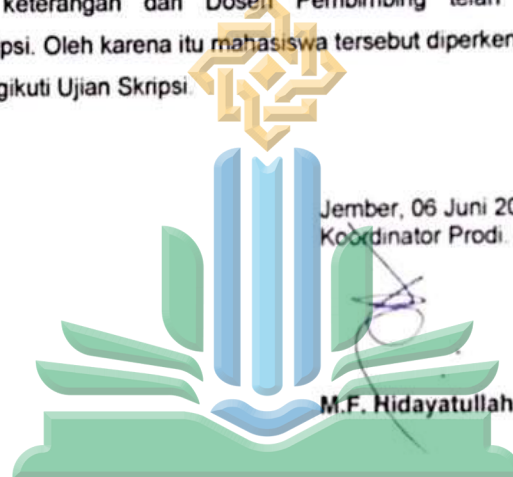 keterangan dari Dosen Pembimbing telah
psi. Oleh karena itu mahasiswa tersebut diperken
gikuti Ujian Skripsi.
Jember, 06 Juni 20
Koordinator Prodi.
M.F. Hidayatullah